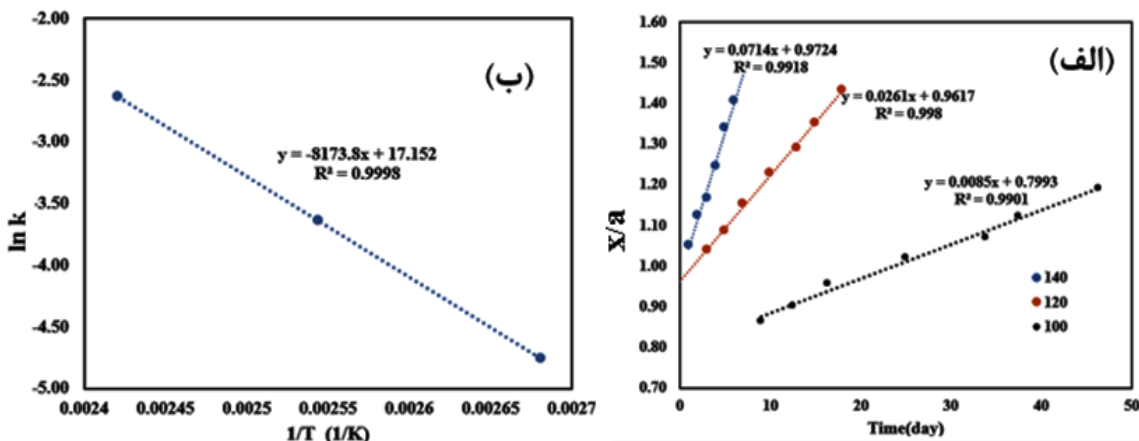 -2.00
-2.50
-3.00
-3.50
-4.00
-4.50
-5.00
ln k
(ب)
y = -8173.8x + 17.152
R² = 0.9998
0.0024 0.00245 0.0025 0.00255 0.0026 0.00265 0.0027
1/T (1/K)
1.60
1.50
1.40
1.30
1.20
1.10
1.00
0.90
0.80
0.70
x/a
(الف)
y = 0.0714x + 0.9724
R² = 0.9918
y = 0.0261x + 0.9617
R² = 0.998
y = 0.0085x + 0.7993
R² = 0.9901
140
120
100
0 10 20 30 40 50
Time(day)